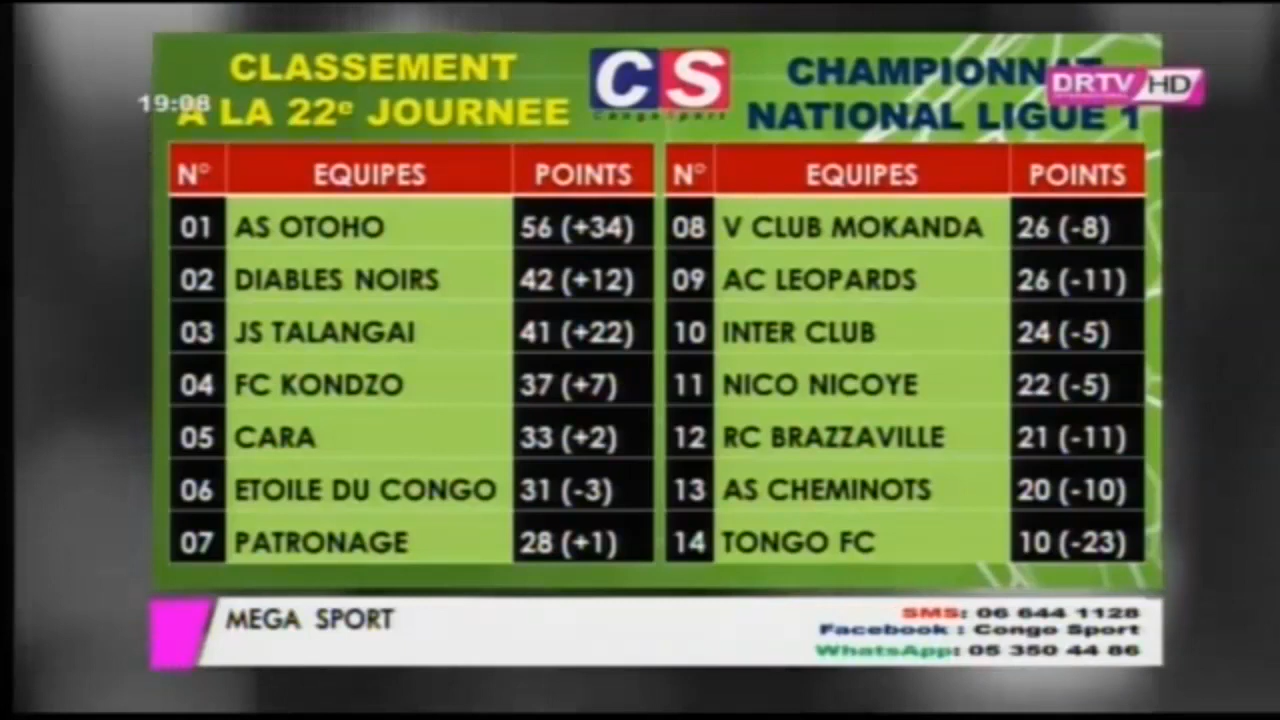 CLASSEMENT
A LA 22e JOURNEE
CS
Congo Sport
CHAMPIONNAT
NATIONAL LIGUE 1
DRTV HD
19:08
N° EQUIPES POINTS
01 AS OTOHO 56 (+34)
02 DIABLES NOIRS 42 (+12)
03 JS TALANGAI 41 (+22)
04 FC KONDZO 37 (+7)
05 CARA 33 (+2)
06 ETOILE DU CONGO 31 (-3)
07 PATRONAGE 28 (+1)
N° EQUIPES POINTS
08 V CLUB MOKANDA 26 (-8)
09 AC LEOPARDS 26 (-11)
10 INTER CLUB 24 (-5)
11 NICO NICOYE 22 (-5)
12 RC BRAZZAVILLE 21 (-11)
13 AS CHEMINOTS 20 (-10)
14 TONGO FC 10 (-23)
MEGA SPORT
SMS: 06 644 1128
Facebook : Congo Sport
WhatsApp: 05 350 44 86